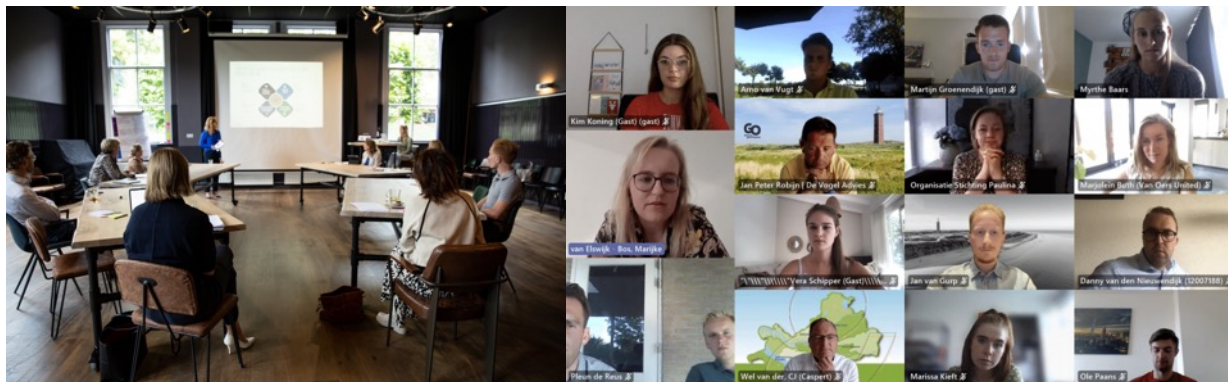 Kim Koning (Gast) (gast)
Arno van Vugt
Martijn Groenendijk (gast)
Myrthe Baars
GO
Jan Peter Robijn | De Vogel Advies
Organisatie Stichting Paulina
Marjolein Buth (Van Oers United)
van Elswijk - Bos, Marijke
Vera Schipper (Gast)
Jan van Gurp
Danny van den Nieuwendijk (12007188)
Pleun de Reus
Wel van der, CJ (Caspert)
Marissa Kieft
Ole Paans